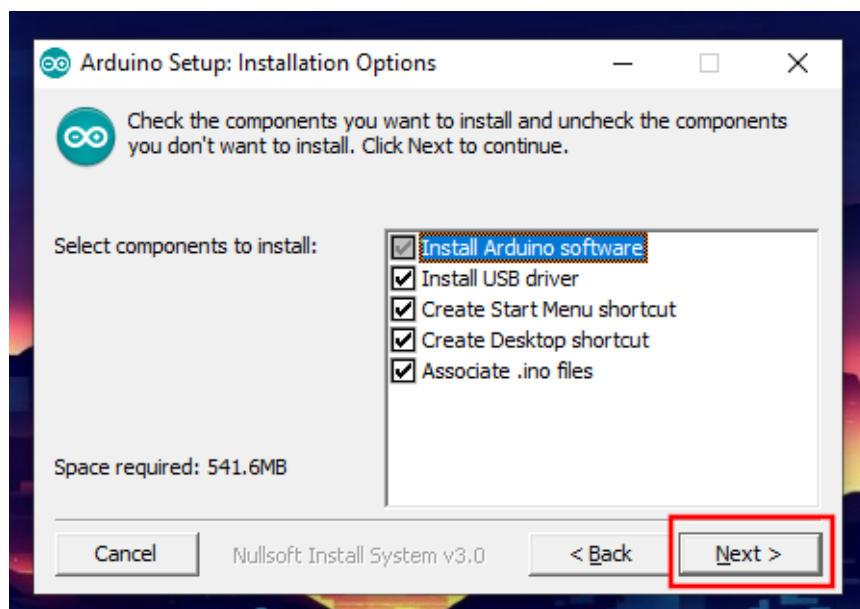 Arduino Setup: Installation Options
Check the components you want to install and uncheck the components
you don't want to install. Click Next to continue.
Select components to install:
Install Arduino software
Install USB driver
Create Start Menu shortcut
Create Desktop shortcut
Associate .ino files
Space required: 541.6MB
Cancel
Nullsoft Install System v3.0
< Back
Next >